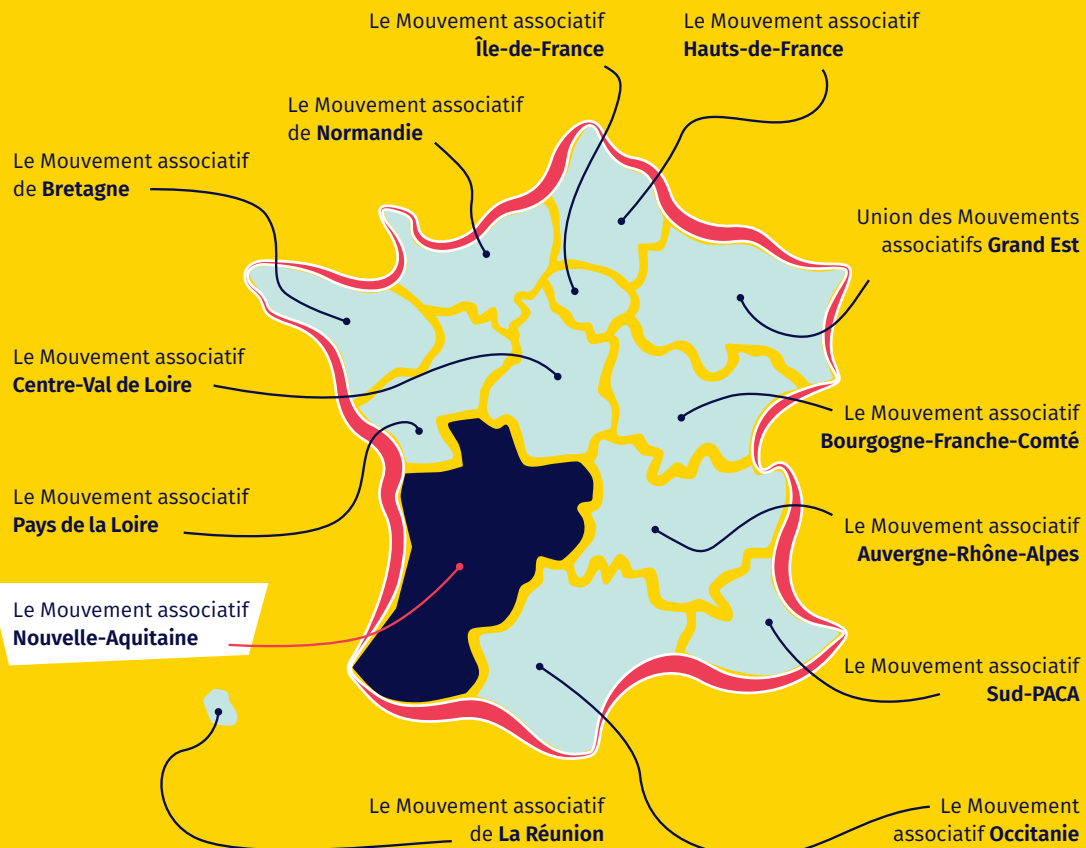 Le Mouvement associatif
Île-de-France
Le Mouvement associatif
Hauts-de-France
Le Mouvement associatif
de Normandie
Le Mouvement associatif
de Bretagne
Union des Mouvements
associatifs Grand Est
Le Mouvement associatif
Centre-Val de Loire
Le Mouvement associatif
Bourgogne-Franche-Comté
Le Mouvement associatif
Pays de la Loire
Le Mouvement associatif
Auvergne-Rhône-Alpes
Le Mouvement associatif
Nouvelle-Aquitaine
Le Mouvement associatif
Sud-PACA
Le Mouvement associatif
de La Réunion
Le Mouvement
associatif Occitanie